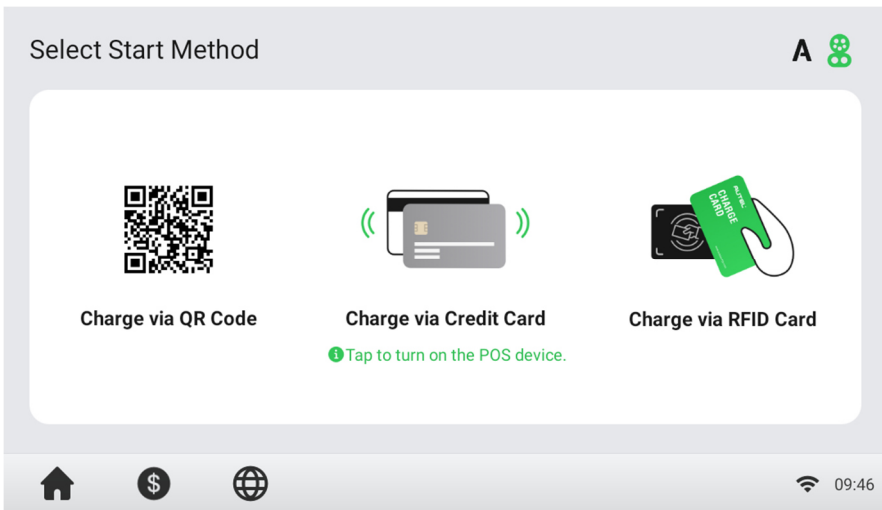 Select Start Method
A
AUTEL
CHARGE
CARD
Charge via QR Code
Charge via Credit Card
Charge via RFID Card
Tap to turn on the POS device.
$
09:46